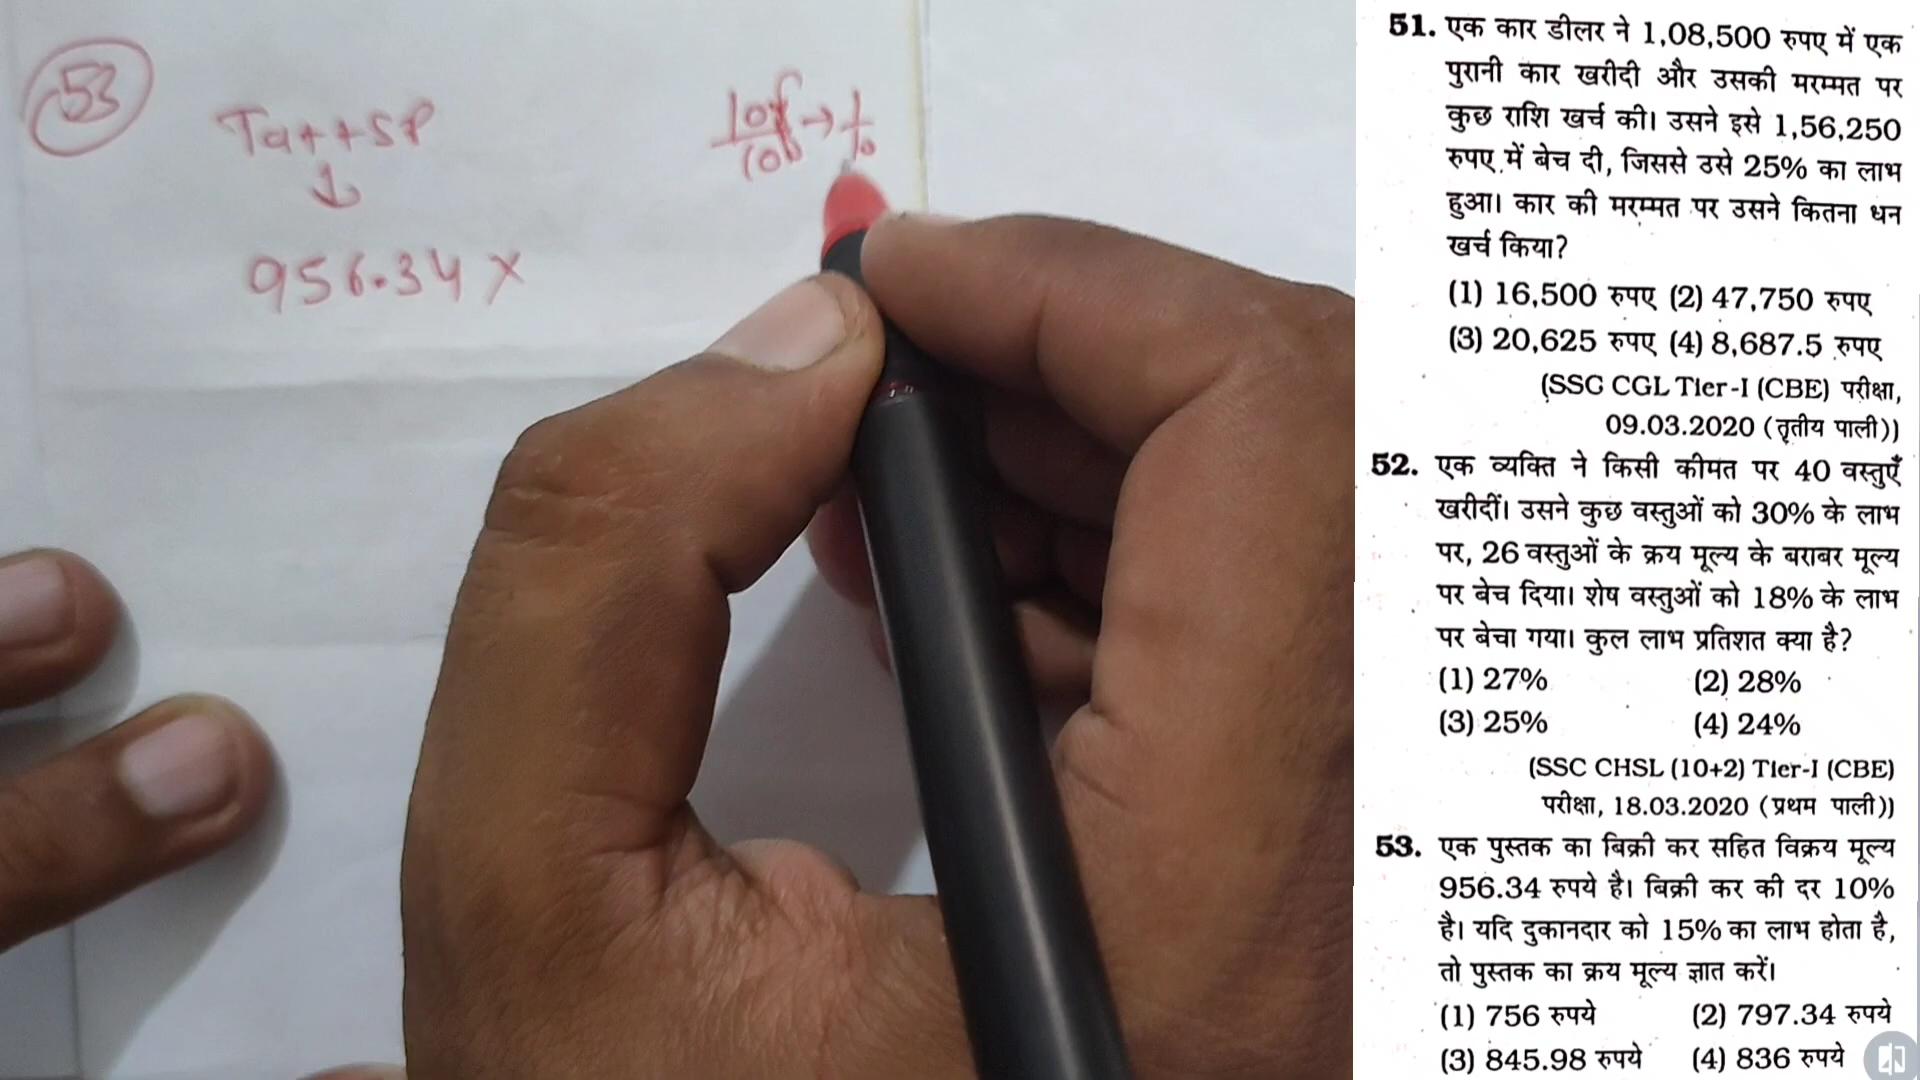 53
Tax+SP
956.34 X
10% → 1
100 10
51. एक कार डीलर ने 1,08,500 रुपए में एक
पुरानी कार खरीदी और उसकी मरम्मत पर
कुछ राशि खर्च की। उसने इसे 1,56,250
रुपए में बेच दी, जिससे उसे 25% का लाभ
हुआ। कार की मरम्मत पर उसने कितना धन
खर्च किया?
(1) 16,500 रुपए (2) 47,750 रुपए
(3) 20,625 रुपए (4) 8,687.5 रुपए
(SSC CGL Tier-I (CBE) परीक्षा,
09.03.2020 (तृतीय पाली))
52. एक व्यक्ति ने किसी कीमत पर 40 वस्तुएँ
खरीदीं। उसने कुछ वस्तुओं को 30% के लाभ
पर, 26 वस्तुओं के क्रय मूल्य के बराबर मूल्य
पर बेच दिया। शेष वस्तुओं को 18% के लाभ
पर बेचा गया। कुल लाभ प्रतिशत क्या है?
(1) 27% (2) 28%
(3) 25% (4) 24%
(SSC CHSL (10+2) Tier-I (CBE)
परीक्षा, 18.03.2020 (प्रथम पाली))
53. एक पुस्तक का बिक्री कर सहित विक्रय मूल्य
956.34 रुपये है। बिक्री कर की दर 10%
है। यदि दुकानदार को 15% का लाभ होता है,
तो पुस्तक का क्रय मूल्य ज्ञात करें।
(1) 756 रुपये (2) 797.34 रुपये
(3) 845.98 रुपये (4) 836 रुपये